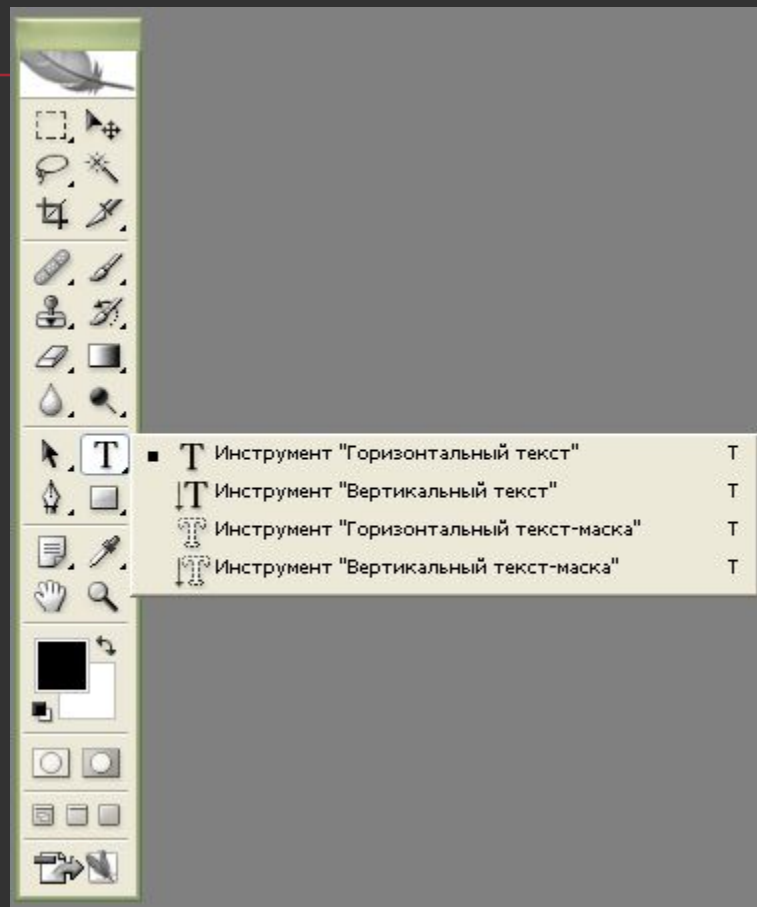 T Инструмент "Горизонтальный текст" T
T Инструмент "Вертикальный текст" T
T Инструмент "Горизонтальный текст-маска" T
T Инструмент "Вертикальный текст-маска" T